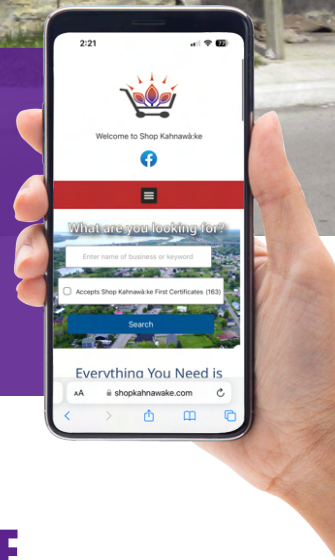 2:21
77
Welcome to Shop Kahnawà:ke
What are you looking for?
Enter name of business or keyword
Accepts Shop Kahnawà:ke First Certificates (163)
Search
Everything You Need is
AA shopkahnawake.com
E